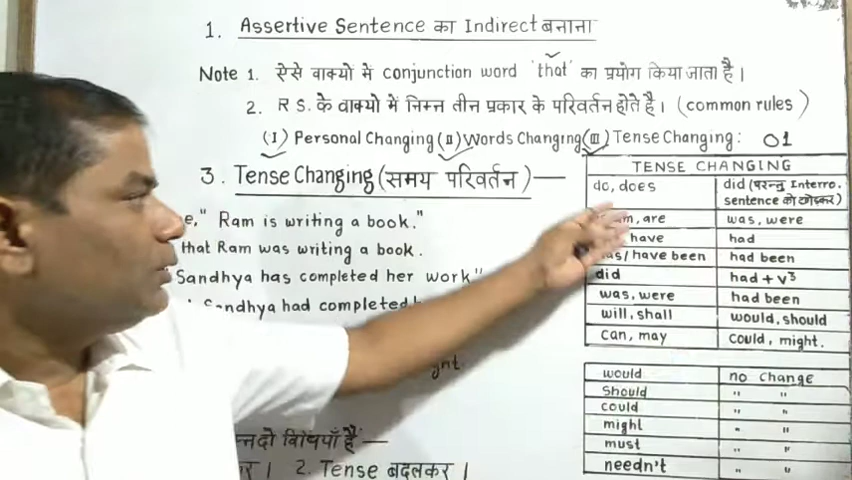 1. Assertive Sentence का Indirect बनाना
Note 1. ऐसे वाक्यों में conjunction word 'that' का प्रयोग किया जाता है।
2. R S. के वाक्यों में निम्न तीन प्रकार के परिवर्तन होते है। (common rules)
(I) Personal Changing (II) Words Changing (III) Tense Changing: 01
3. Tense Changing (समय परिवर्तन) —
" Ram is writing a book."
that Ram was writing a book.
Sandhya has completed her work"
had completed
2. Tense बदलकर।
TENSE CHANGING
do, does did (परन्तु Interro. sentence को छोड़कर)
are was, were
have had
have been had been
did had + v³
was, were had been
will, shall would, should
can, may could, might.
would no change
should " "
could " "
might " "
must " "
needn't " "